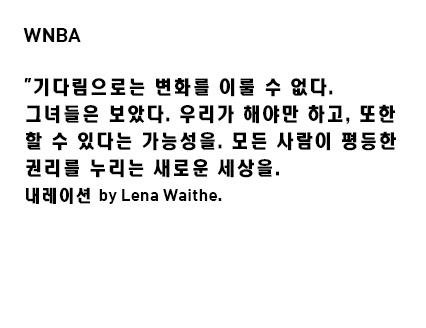 WNBA
"기다림으로는 변화를 이룰 수 없다.
그녀들은 보았다. 우리가 해야만 하고, 또한
할 수 있다는 가능성을. 모든 사람이 평등한
권리를 누리는 새로운 세상을.
내레이션 by Lena Waithe.